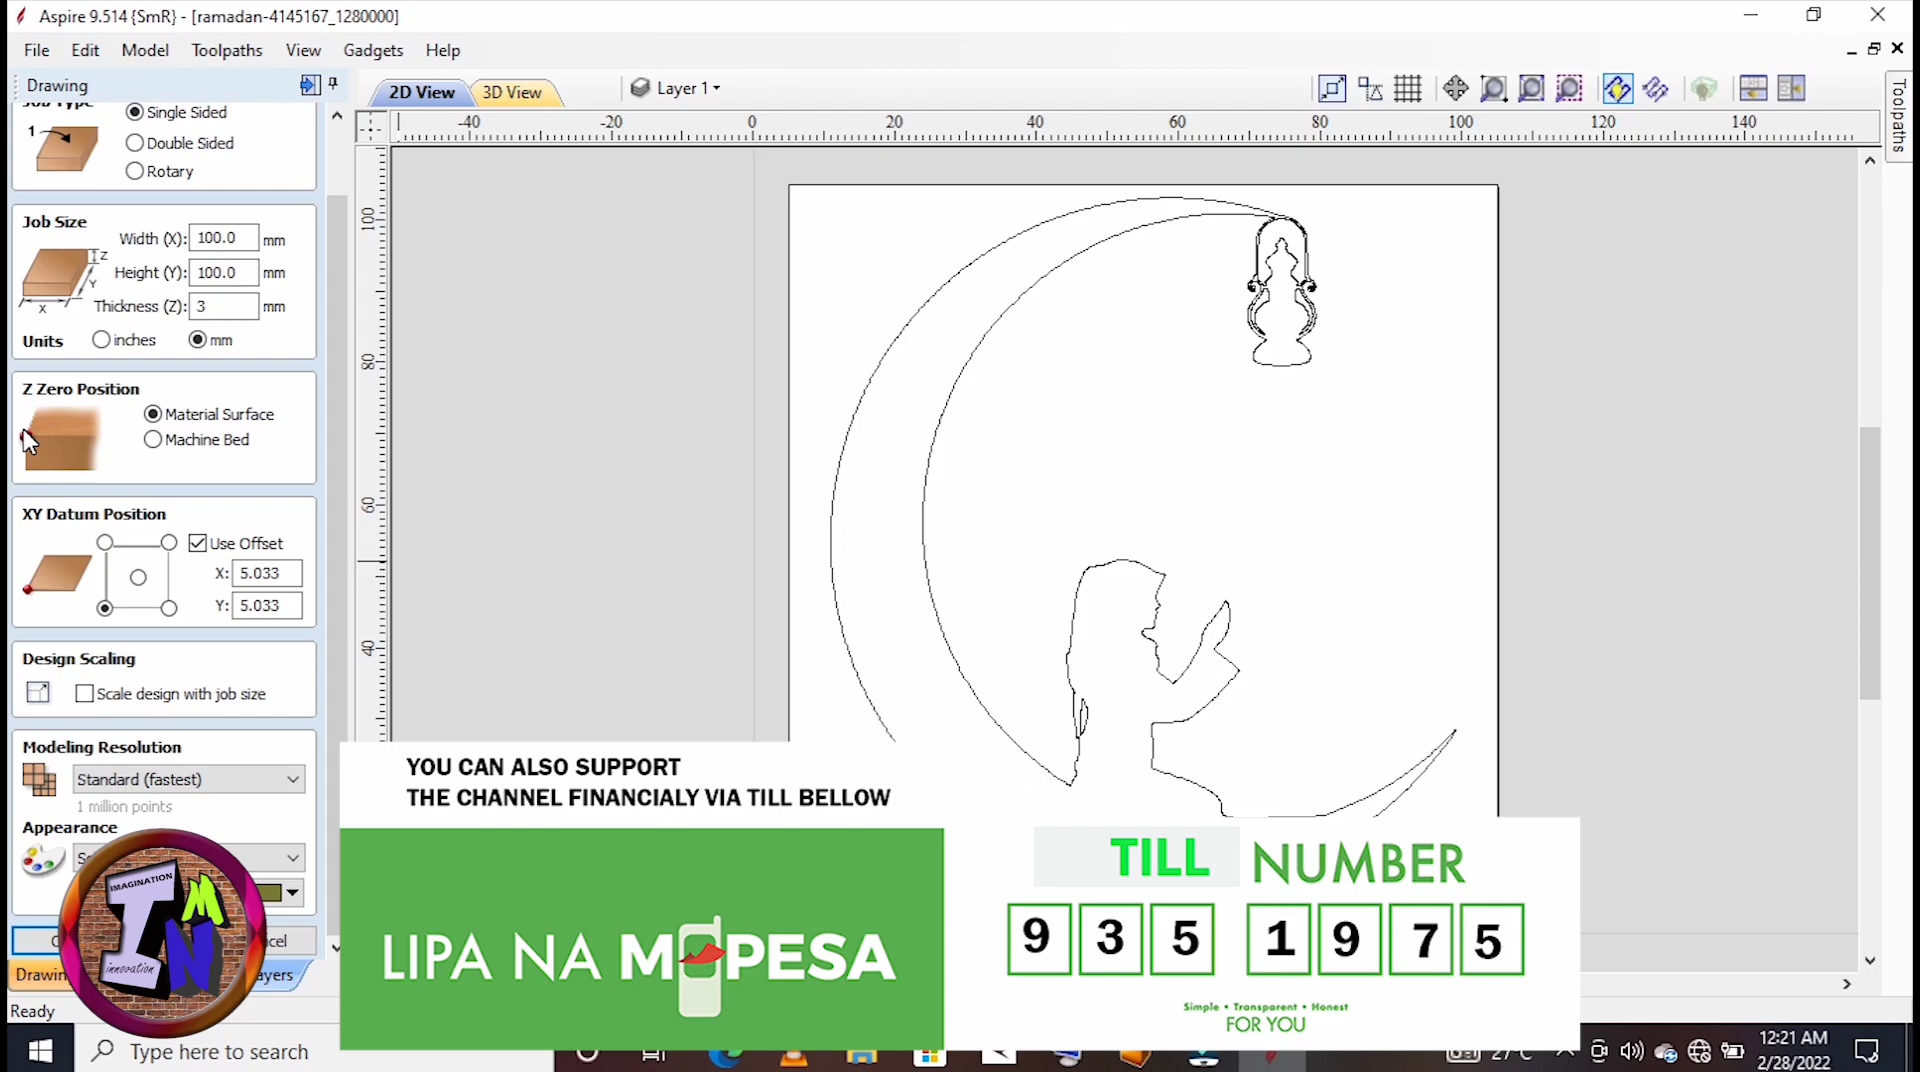 Aspire 9.514 {SmR} - [ramadan-4145167_1280000]
File Edit Model Toolpaths View Gadgets Help
Drawing
2D View 3D View Layer 1
Toolpaths
-40 -20 0 20 40 60 80 100 120 140
100
80
60
40
Job Type
1
Single Sided
Double Sided
Rotary
Job Size
Width (X): 100.0 mm
Height (Y): 100.0 mm
Thickness (Z): 3 mm
Z
Y
X
Units inches mm
Z Zero Position
Material Surface
Machine Bed
XY Datum Position
Use Offset
X: 5.033
Y: 5.033
Design Scaling
Scale design with job size
Modeling Resolution
Standard (fastest)
1 million points
Appearance
IMAGINATION
I M N
innovation
YOU CAN ALSO SUPPORT
THE CHANNEL FINANCIALY VIA TILL BELLOW
LIPA NA M PESA
TILL NUMBER
9 3 5 1 9 7 5
Simple • Transparent • Honest
FOR YOU
Ready
Type here to search
27°C
12:21 AM
2/28/2022